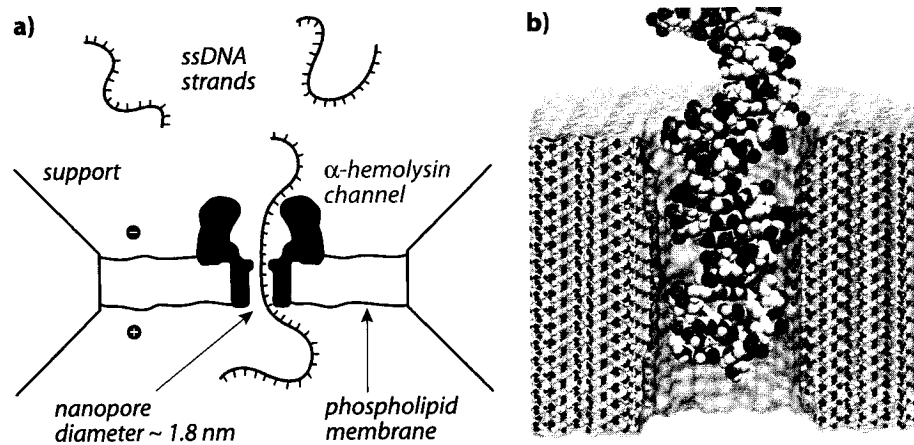 a)
ssDNA
strands
support
α-hemolysin
channel
⊖
⊕
nanopore
diameter ~ 1.8 nm
phospholipid
membrane
b)